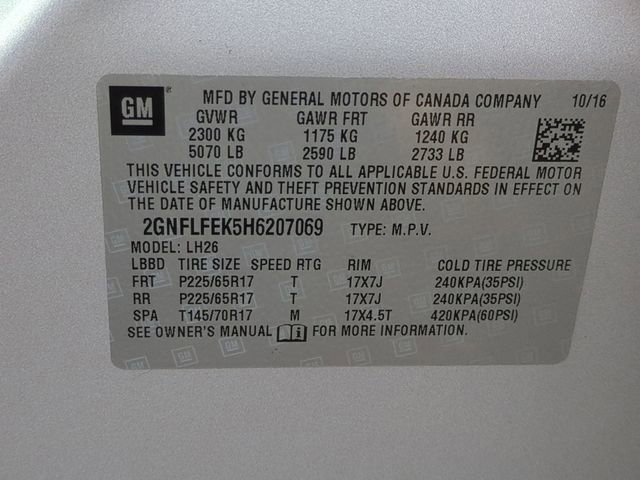 GM ® MFD BY GENERAL MOTORS OF CANADA COMPANY 10/16
GVWR GAWR FRT GAWR RR
2300 KG 1175 KG 1240 KG
5070 LB 2590 LB 2733 LB
THIS VEHICLE CONFORMS TO ALL APPLICABLE U.S. FEDERAL MOTOR
VEHICLE SAFETY AND THEFT PREVENTION STANDARDS IN EFFECT ON
THE DATE OF MANUFACTURE SHOWN ABOVE.
2GNFLFEK5H6207069 TYPE: M.P.V.
MODEL: LH26
LBBD TIRE SIZE SPEED RTG RIM COLD TIRE PRESSURE
FRT P225/65R17 T 17X7J 240KPA(35PSI)
RR P225/65R17 T 17X7J 240KPA(35PSI)
SPA T145/70R17 M 17X4.5T 420KPA(60PSI)
SEE OWNER'S MANUAL i FOR MORE INFORMATION.